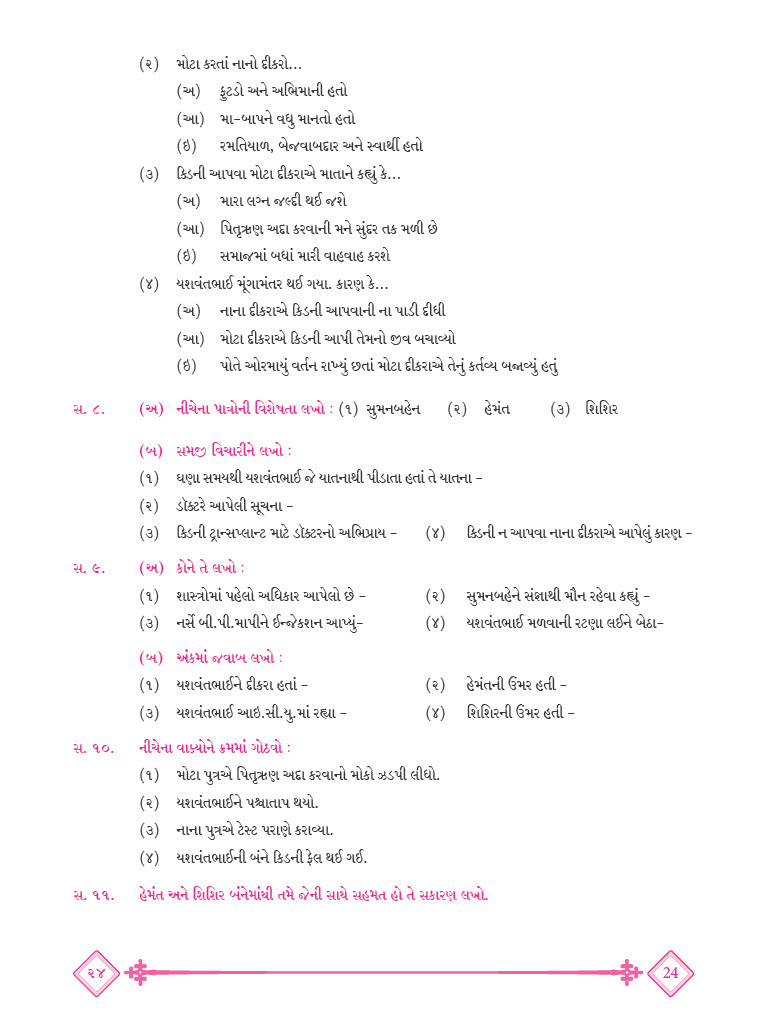 (૨) મોટા કરતાં નાનો દીકરો...
(અ) ફુટડો અને અભિમાની હતો
(આ) મા-બાપને વધુ માનતો હતો
(ઇ) રમતિયાળ, બેજવાબદાર અને સ્વાર્થી હતો
(૩) કિડની આપવા મોટા દીકરાએ માતાને કહ્યું કે...
(અ) મારા લગ્ન જલ્દી થઈ જશે
(આ) પિતૃઋણ અદા કરવાની મને સુંદર તક મળી છે
(ઇ) સમાજમાં બધાં મારી વાહવાહ કરશે
(૪) યશવંતભાઈ મૂંગામંતર થઈ ગયા. કારણ કે...
(અ) નાના દીકરાએ કિડની આપવાની ના પાડી દીધી
(આ) મોટા દીકરાએ કિડની આપી તેમનો જીવ બચાવ્યો
(ઇ) પોતે ઓરમાયું વર્તન રાખ્યું છતાં મોટા દીકરાએ તેનું કર્તવ્ય બજાવ્યું હતું
સ. ૮. (અ) નીચેના પાત્રોની વિશેષતા લખો : (૧) સુમનબહેન (૨) હેમંત (૩) શિશિર
(બ) સમજી વિચારીને લખો :
(૧) ઘણા સમયથી યશવંતભાઈ જે યાતનાથી પીડાતા હતાં તે યાતના -
(૨) ડૉક્ટરે આપેલી સૂચના -
(૩) કિડની ટ્રાન્સપ્લાન્ટ માટે ડૉક્ટરનો અભિપ્રાય - (૪) કિડની ન આપવા નાના દીકરાએ આપેલું કારણ -
સ. ૯. (અ) કોને તે લખો :
(૧) શાસ્ત્રોમાં પહેલો અધિકાર આપેલો છે - (૨) સુમનબહેને સંજ્ઞાથી મૌન રહેવા કહ્યું -
(૩) નર્સે બી.પી.માપીને ઈન્જેકશન આપ્યું- (૪) યશવંતભાઈ મળવાની રટણા લઈને બેઠા-
(બ) અંકમાં જવાબ લખો :
(૧) યશવંતભાઈને દીકરા હતાં - (૨) હેમંતની ઉંમર હતી -
(૩) યશવંતભાઈ આઇ.સી.યુ.માં રહ્યા - (૪) શિશિરની ઉંમર હતી -
સ. ૧૦. નીચેના વાક્યોને ક્રમમાં ગોઠવો :
(૧) મોટા પુત્રએ પિતૃઋણ અદા કરવાનો મોકો ઝડપી લીધો.
(૨) યશવંતભાઈને પશ્ચાતાપ થયો.
(૩) નાના પુત્રએ ટેસ્ટ પરાણે કરાવ્યા.
(૪) યશવંતભાઈની બંને કિડની ફેલ થઈ ગઈ.
સ. ૧૧. હેમંત અને શિશિર બંનેમાંથી તમે જેની સાથે સહમત હો તે સકારણ લખો.
૨૪ 24